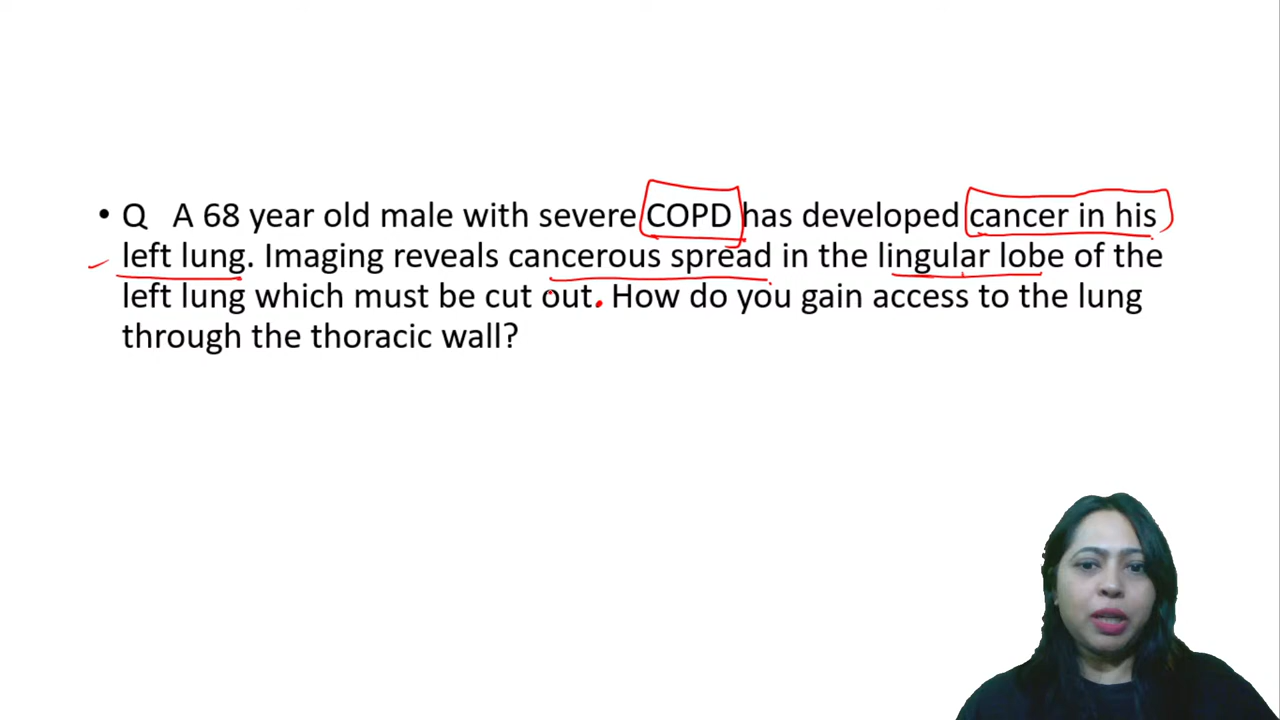 • Q A 68 year old male with severe COPD has developed cancer in his
left lung. Imaging reveals cancerous spread in the lingular lobe of the
left lung which must be cut out. How do you gain access to the lung
through the thoracic wall?